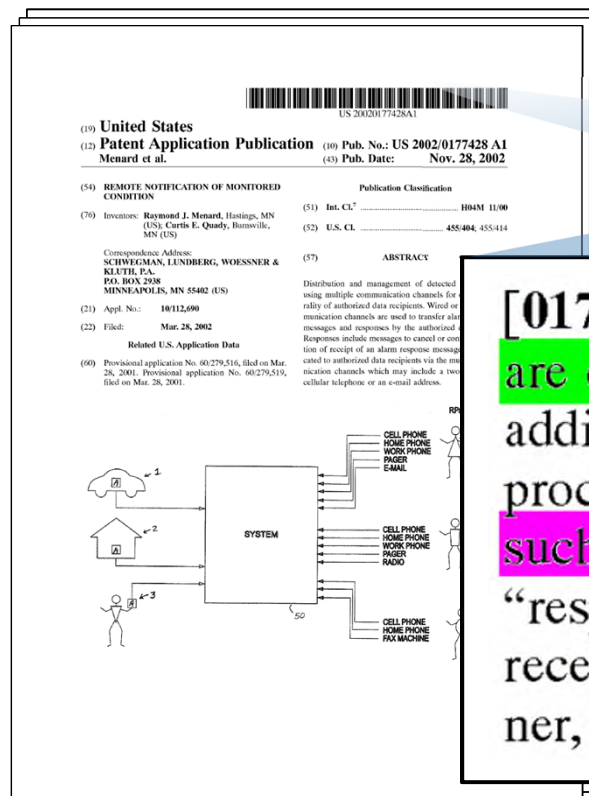 US 20020177428A1
(19) United States
(12) Patent Application Publication (10) Pub. No.: US 2002/0177428 A1
Menard et al. (43) Pub. Date: Nov. 28, 2002
(54) REMOTE NOTIFICATION OF MONITORED
CONDITION
(76) Inventors: Raymond J. Menard, Hastings, MN
(US); Curtis E. Quady, Burnsville,
MN (US)
Correspondence Address:
SCHWEGMAN, LUNDBERG, WOESSNER &
KLUTH, P.A.
P.O. BOX 2938
MINNEAPOLIS, MN 55402 (US)
(21) Appl. No.: 10/112,690
(22) Filed: Mar. 28, 2002
Related U.S. Application Data
(60) Provisional application No. 60/279,516, filed on Mar.
28, 2001. Provisional application No. 60/279,519,
filed on Mar. 28, 2001.
Publication Classification
(51) Int. Cl.7 ........................... H04M 11/00
(52) U.S. Cl. ........................... 455/404; 455/414
(57) ABSTRACT
Distribution and management of detected
using multiple communication channels for
rality of authorized data recipients. Wired or
munication channels are used to transfer
messages and responses by the authorized
Responses include messages to cancel or
tion of receipt of an alarm response
cated to authorized data recipients via the
nication channels which may include a
cellular telephone or an e-mail address.
1
A
2
A
3
A
SYSTEM
50
CELL PHONE
HOME PHONE
WORK PHONE
PAGER
E-MAIL
CELL PHONE
HOME PHONE
WORK PHONE
PAGER
RADIO
CELL PHONE
HOME PHONE
FAX MACHINE
[017
are
addi
proc
such
“res
rece
ner,